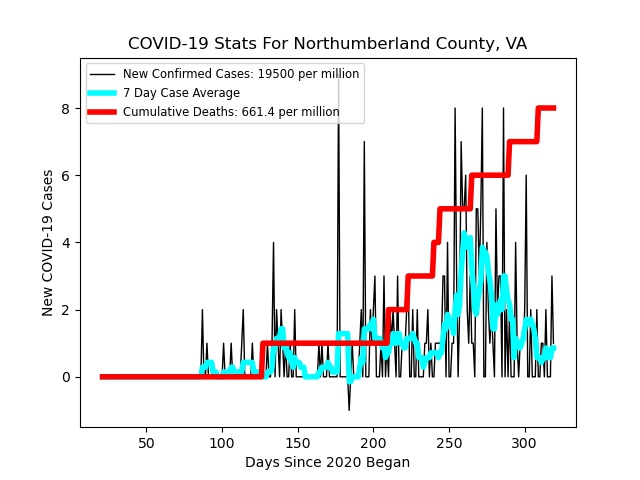 COVID-19 Stats For Northumberland County, VA
New Confirmed Cases: 19500 per million
7 Day Case Average
Cumulative Deaths: 661.4 per million
New COVID-19 Cases
8
6
4
2
0
50 100 150 200 250 300
Days Since 2020 Began